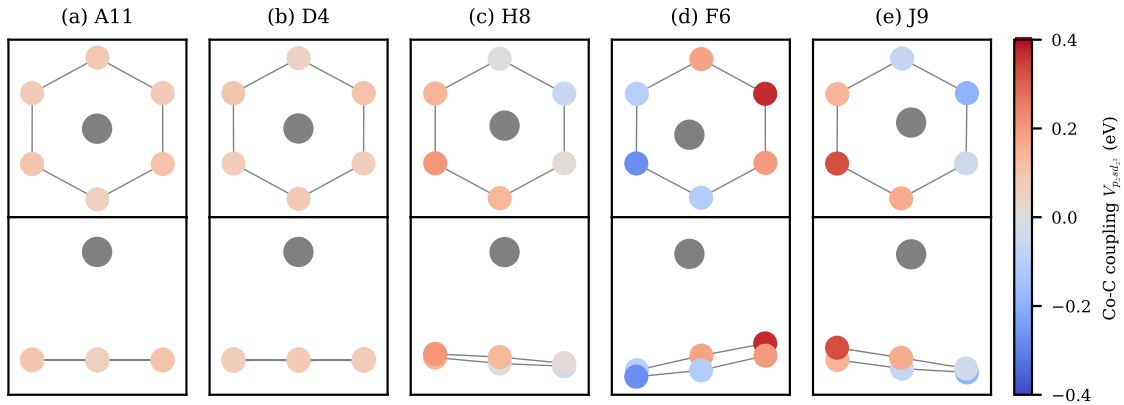 (a) A11
(b) D4
(c) H8
(d) F6
(e) J9
0.4
0.2
0.0
−0.2
−0.4
Co-C coupling $V_{p_z s d_{z^2}}$ (eV)